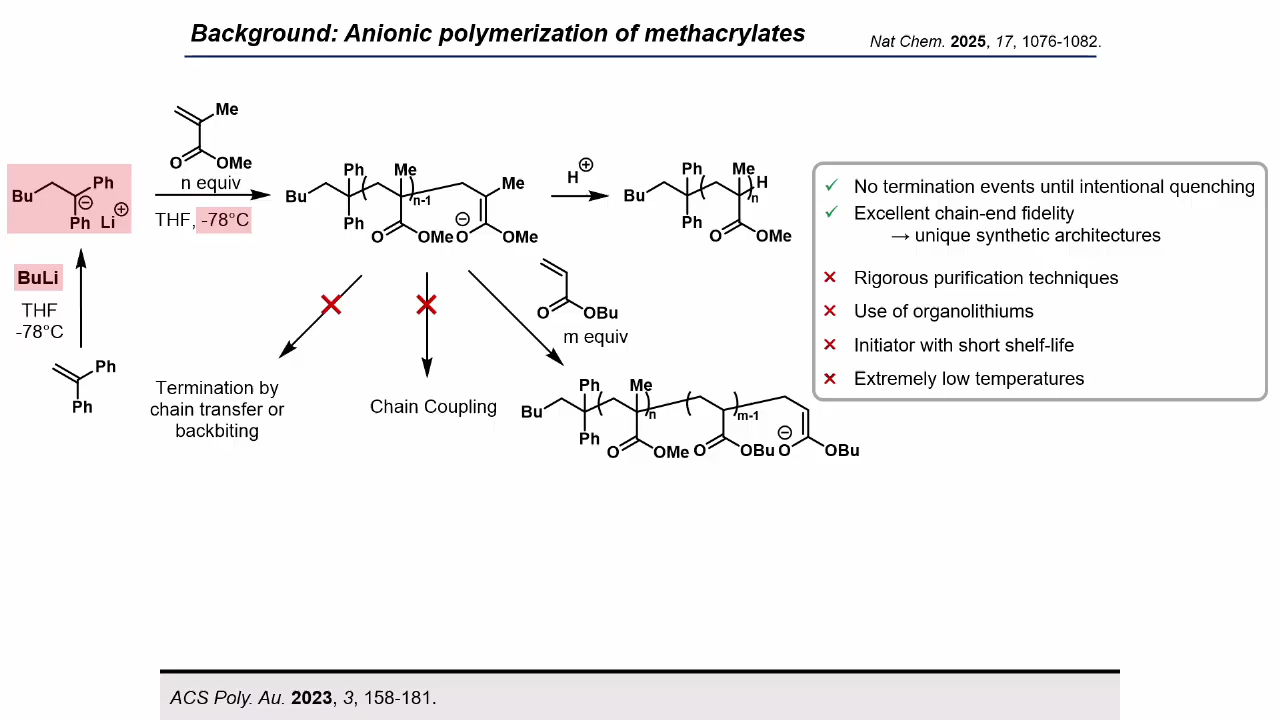 Background: Anionic polymerization of methacrylates
Nat Chem. 2025, 17, 1076-1082.
Me
O
OMe
n equiv
THF, -78°C
Bu
Ph
⊖
Ph Li ⊕
BuLi
THF
-78°C
Ph
Ph
Ph
Me
Bu
n-1
Me
Ph
O
OMe
⊖
O
OMe
H⊕
Ph
Me
H
Bu
n
Ph
O
OMe
O
OBu
m equiv
Termination by
chain transfer or
backbiting
Chain Coupling
Ph
Me
Bu
n
m-1
Ph
O
OMe
O
OBu
⊖
O
OBu
✓ No termination events until intentional quenching
✓ Excellent chain-end fidelity
→ unique synthetic architectures
× Rigorous purification techniques
× Use of organolithiums
× Initiator with short shelf-life
× Extremely low temperatures
ACS Poly. Au. 2023, 3, 158-181.